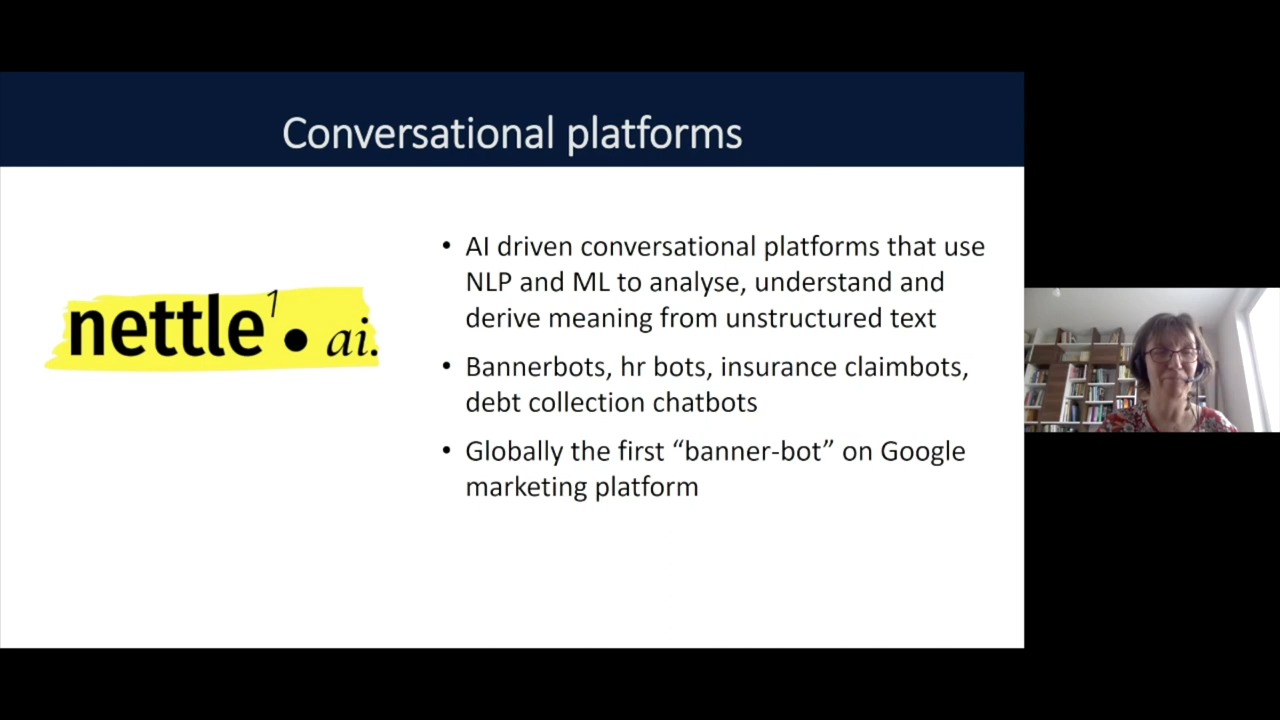 Conversational platforms
nettle1 • ai.
• AI driven conversational platforms that use
NLP and ML to analyse, understand and
derive meaning from unstructured text
• Bannerbots, hr bots, insurance claimbots,
debt collection chatbots
• Globally the first “banner-bot” on Google
marketing platform